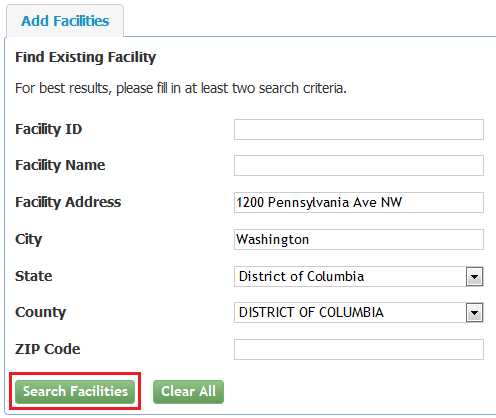 Add Facilities
Find Existing Facility
For best results, please fill in at least two search criteria.
Facility ID
Facility Name
Facility Address 1200 Pennsylvania Ave NW
City Washington
State District of Columbia
County DISTRICT OF COLUMBIA
ZIP Code
Search Facilities Clear All